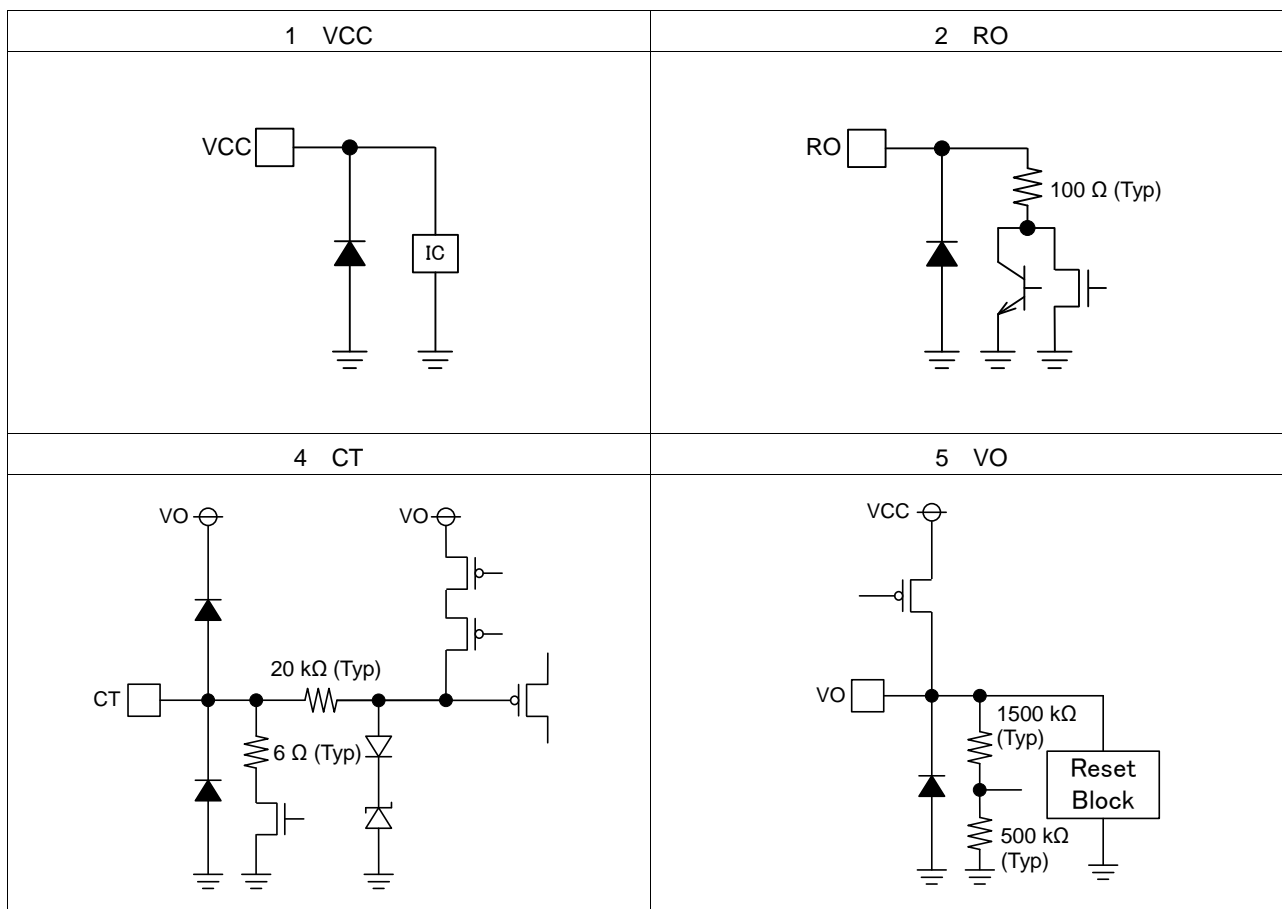 1 VCC
2 RO
VCC
IC
RO
100 Ω (Typ)
4 CT
5 VO
VO
VO
CT
20 kΩ (Typ)
6 Ω (Typ)
VCC
VO
1500 kΩ
(Typ)
500 kΩ
(Typ)
Reset
Block